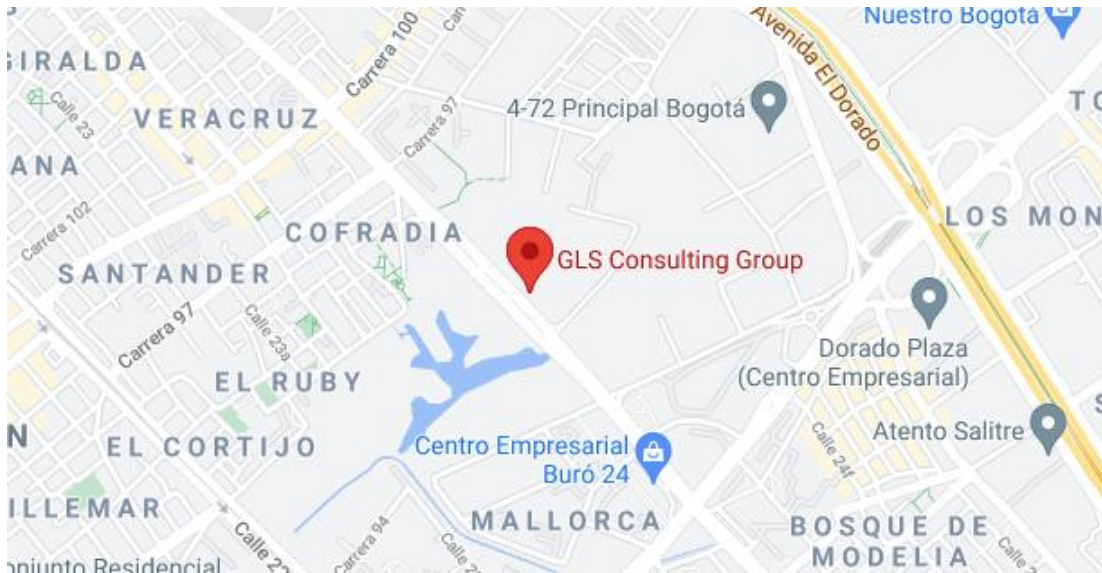 Nuestro Bogotá
Carrera 100
Avenida El Dorado
GIRALDA
Calle 23
VERACRUZ
Carrera 97
4-72 Principal Bogotá
ANA
Carrera 102
COFRADIA
LOS MON
SANTANDER
GLS Consulting Group
Carrera 97
Calle 23a
Dorado Plaza
(Centro Empresarial)
EL RUBY
EL CORTIJO
Centro Empresarial
Buró 24
Atento Salitre
Calle 24f
ILLEMAR
MALLORCA
BOSQUE DE
MODELIA
Carrera 94
Calle 22
Calle 2
onjunto Residencial